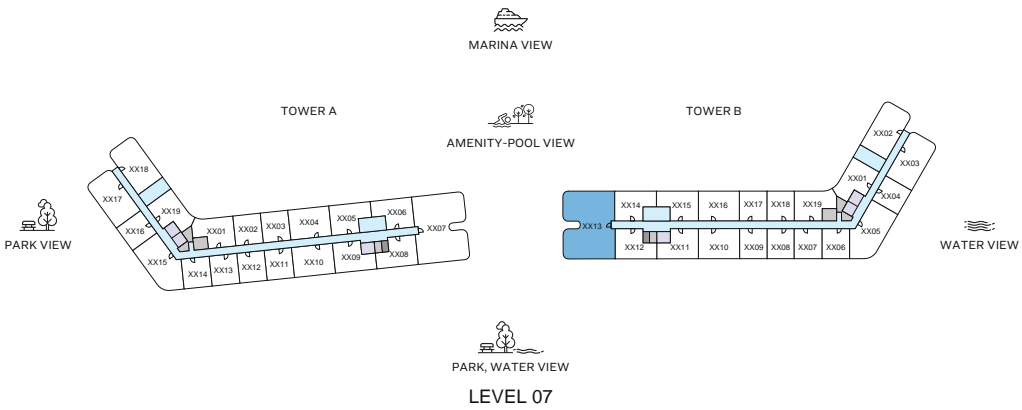 MARINA VIEW
TOWER A
TOWER B
AMENITY-POOL VIEW
XX18
XX17
XX19
XX16
XX15
XX01
XX02
XX03
XX04
XX05
XX06
XX07
XX14
XX13
XX12
XX11
XX10
XX09
XX08
PARK VIEW
XX02
XX03
XX01
XX04
XX14
XX15
XX16
XX17
XX18
XX19
XX13
XX05
XX12
XX11
XX10
XX09
XX08
XX07
XX06
WATER VIEW
PARK, WATER VIEW
LEVEL 07